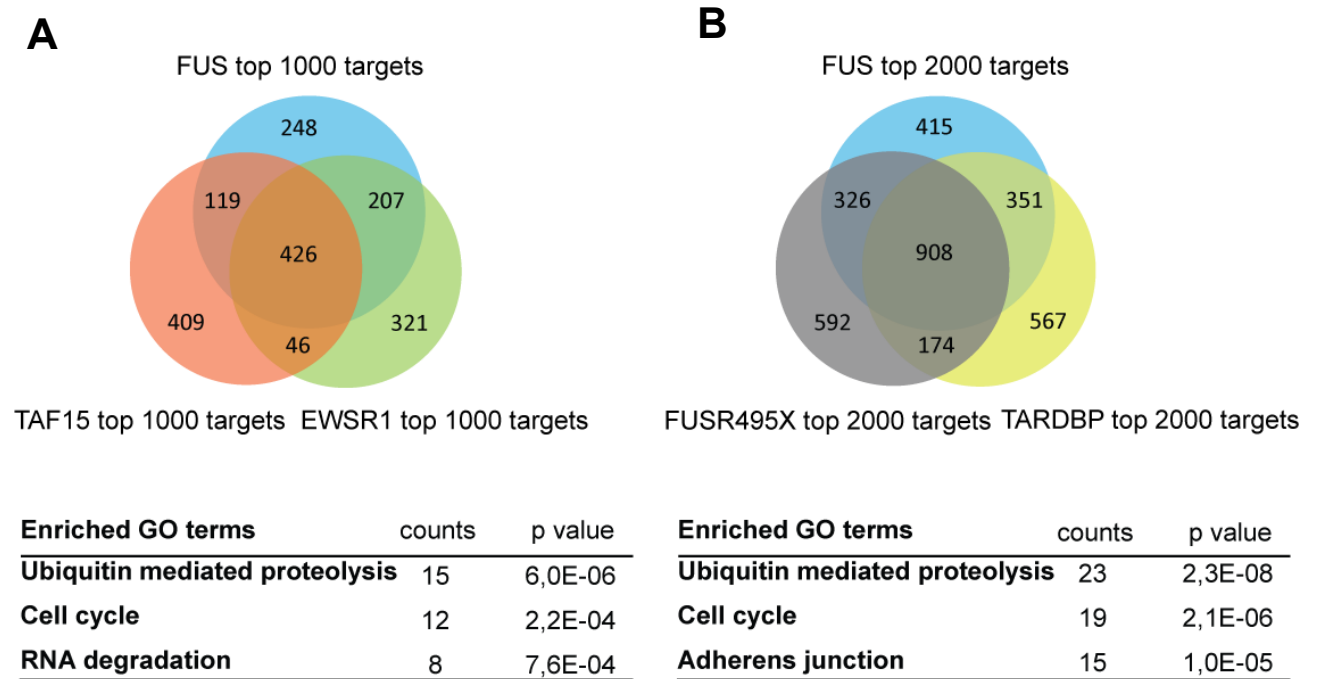 A
FUS top 1000 targets
248
119
207
426
409
321
46
TAF15 top 1000 targets EWSR1 top 1000 targets
Enriched GO terms counts p value
Ubiquitin mediated proteolysis 15 6,0E-06
Cell cycle 12 2,2E-04
RNA degradation 8 7,6E-04
B
FUS top 2000 targets
415
326
351
908
592
567
174
FUSR495X top 2000 targets TARDBP top 2000 targets
Enriched GO terms counts p value
Ubiquitin mediated proteolysis 23 2,3E-08
Cell cycle 19 2,1E-06
Adherens junction 15 1,0E-05